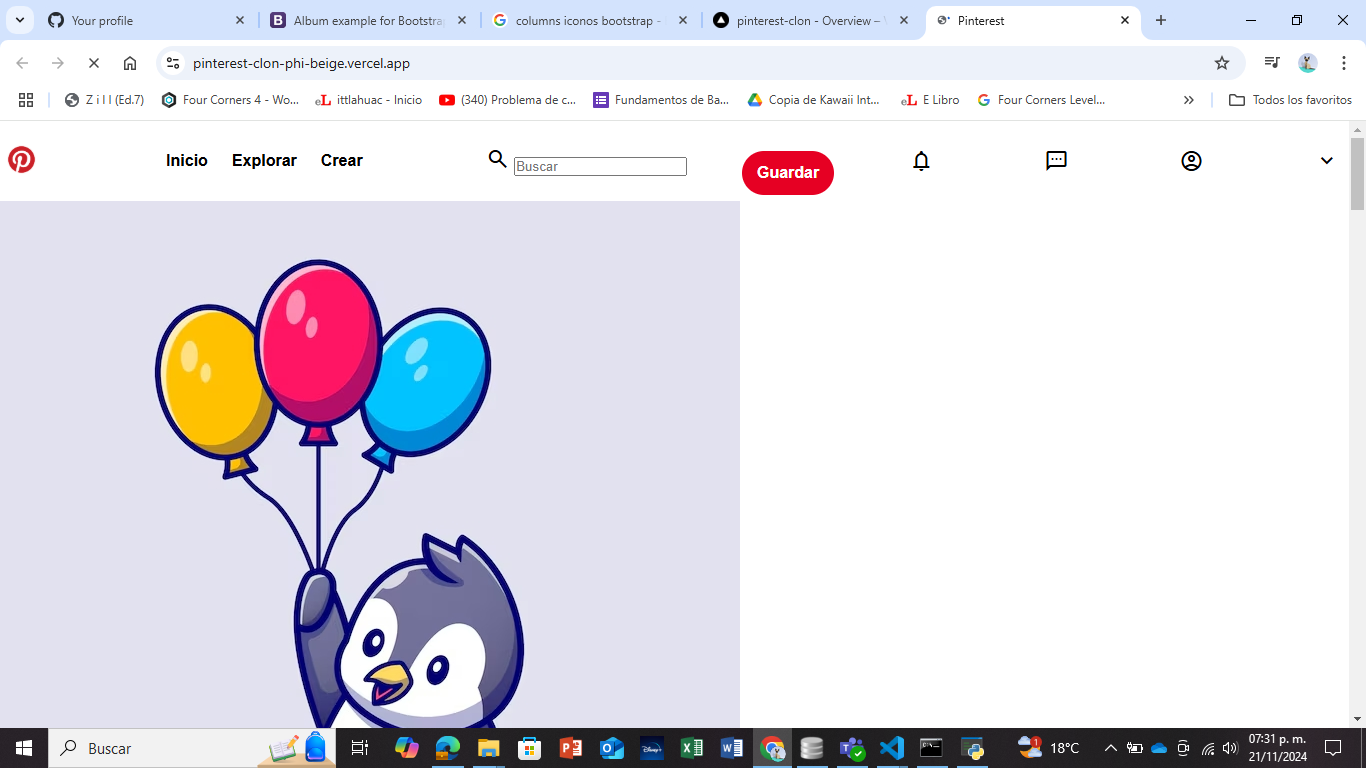 Your profile
Album example for Bootstra
columns iconos bootstrap -
pinterest-clon - Overview –
Pinterest
pinterest-clon-phi-beige.vercel.app
Z i l l (Ed.7)
Four Corners 4 - Wo...
ittlahuac - Inicio
(340) Problema de c...
Fundamentos de Ba...
Copia de Kawaii Int...
E Libro
Four Corners Level...
Todos los favoritos
Inicio
Explorar
Crear
Buscar
Guardar
Buscar
18°C
07:31 p. m.
21/11/2024